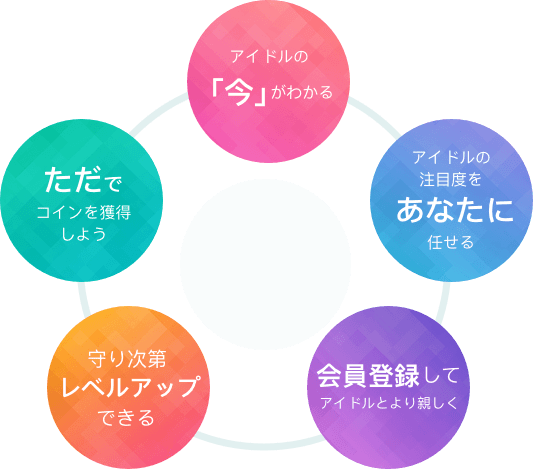 アイドルの
「今」がわかる
アイドルの
注目度を
あなたに
任せる
会員登録して
アイドルとより親しく
守り次第
レベルアップ
できる
ただで
コインを獲得
しよう